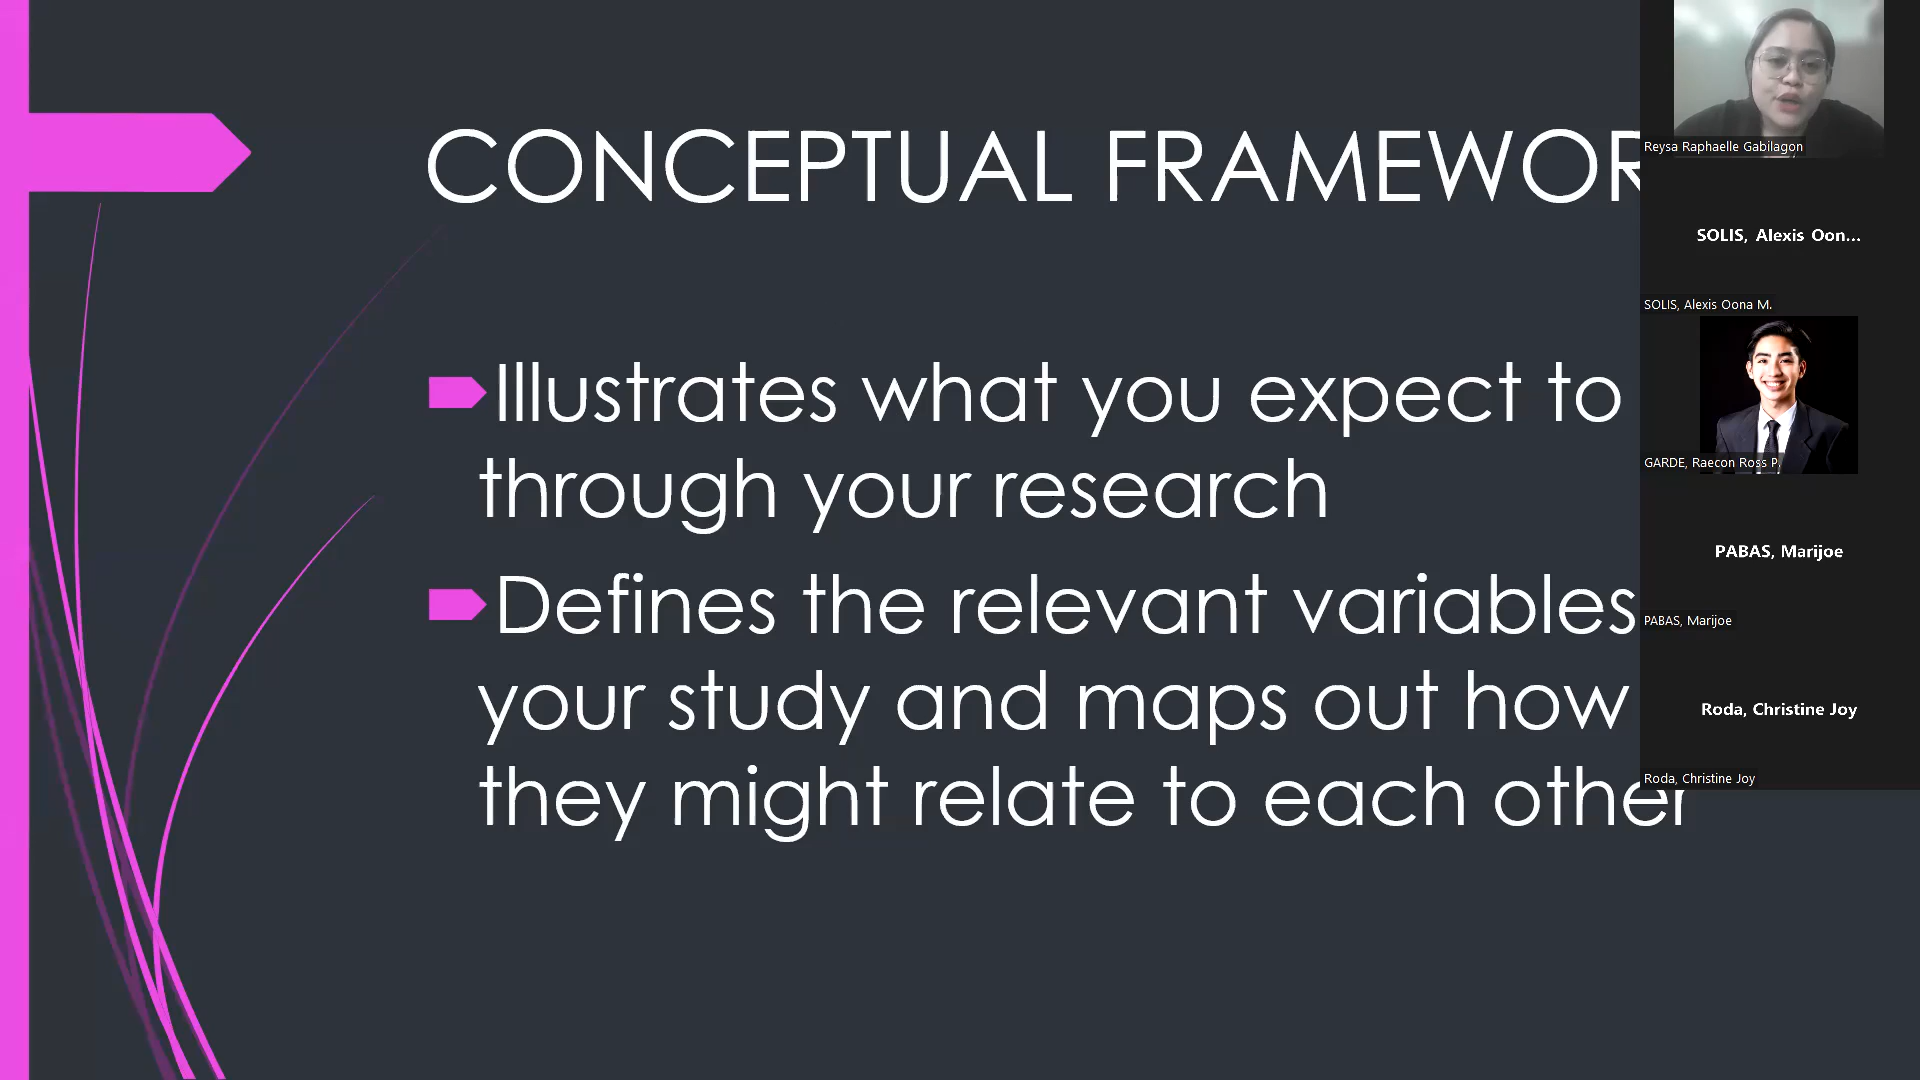 CONCEPTUAL FRAMEWOR
Illustrates what you expect to
through your research
Defines the relevant variables
your study and maps out how
they might relate to each other
Reysa Raphaelle Gabilagon
SOLIS, Alexis Oon...
SOLIS, Alexis Oona M.
GARDE, Raecon Ross P.
PABAS, Marijoe
PABAS, Marijoe
Roda, Christine Joy
Roda, Christine Joy